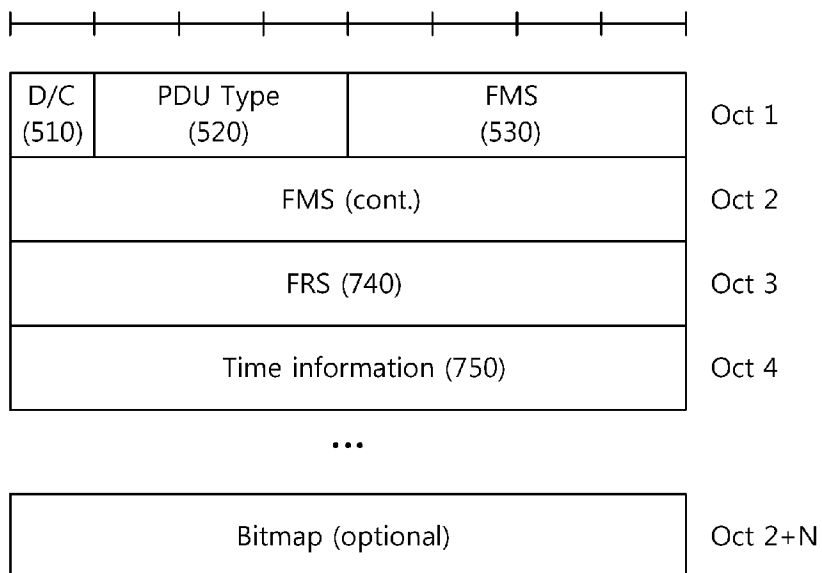 D/C PDU Type FMS
(510) (520) (530) Oct 1
FMS (cont.) Oct 2
FRS (740) Oct 3
Time information (750) Oct 4
...
Bitmap (optional) Oct 2+N